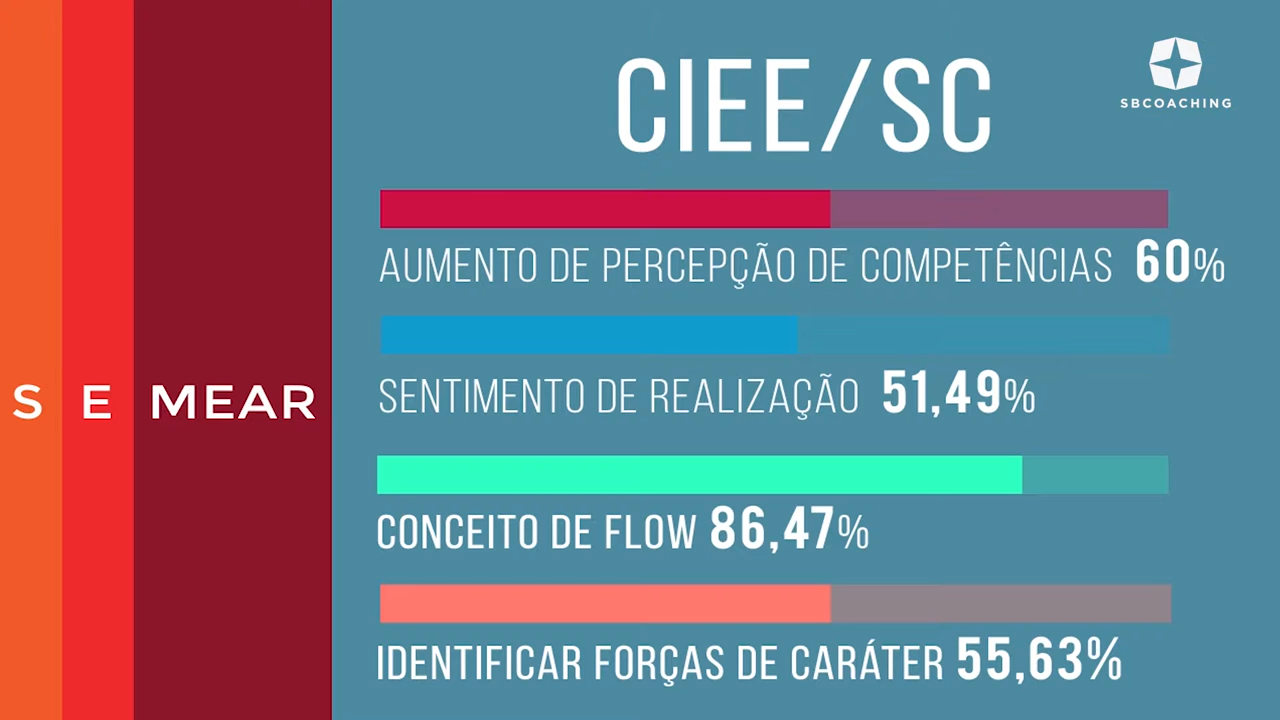 CIEE/SC
SBCOACHING
AUMENTO DE PERCEPÇÃO DE COMPETÊNCIAS 60%
SENTIMENTO DE REALIZAÇÃO 51,49%
S E MEAR
CONCEITO DE FLOW 86,47%
IDENTIFICAR FORÇAS DE CARÁTER 55,63%